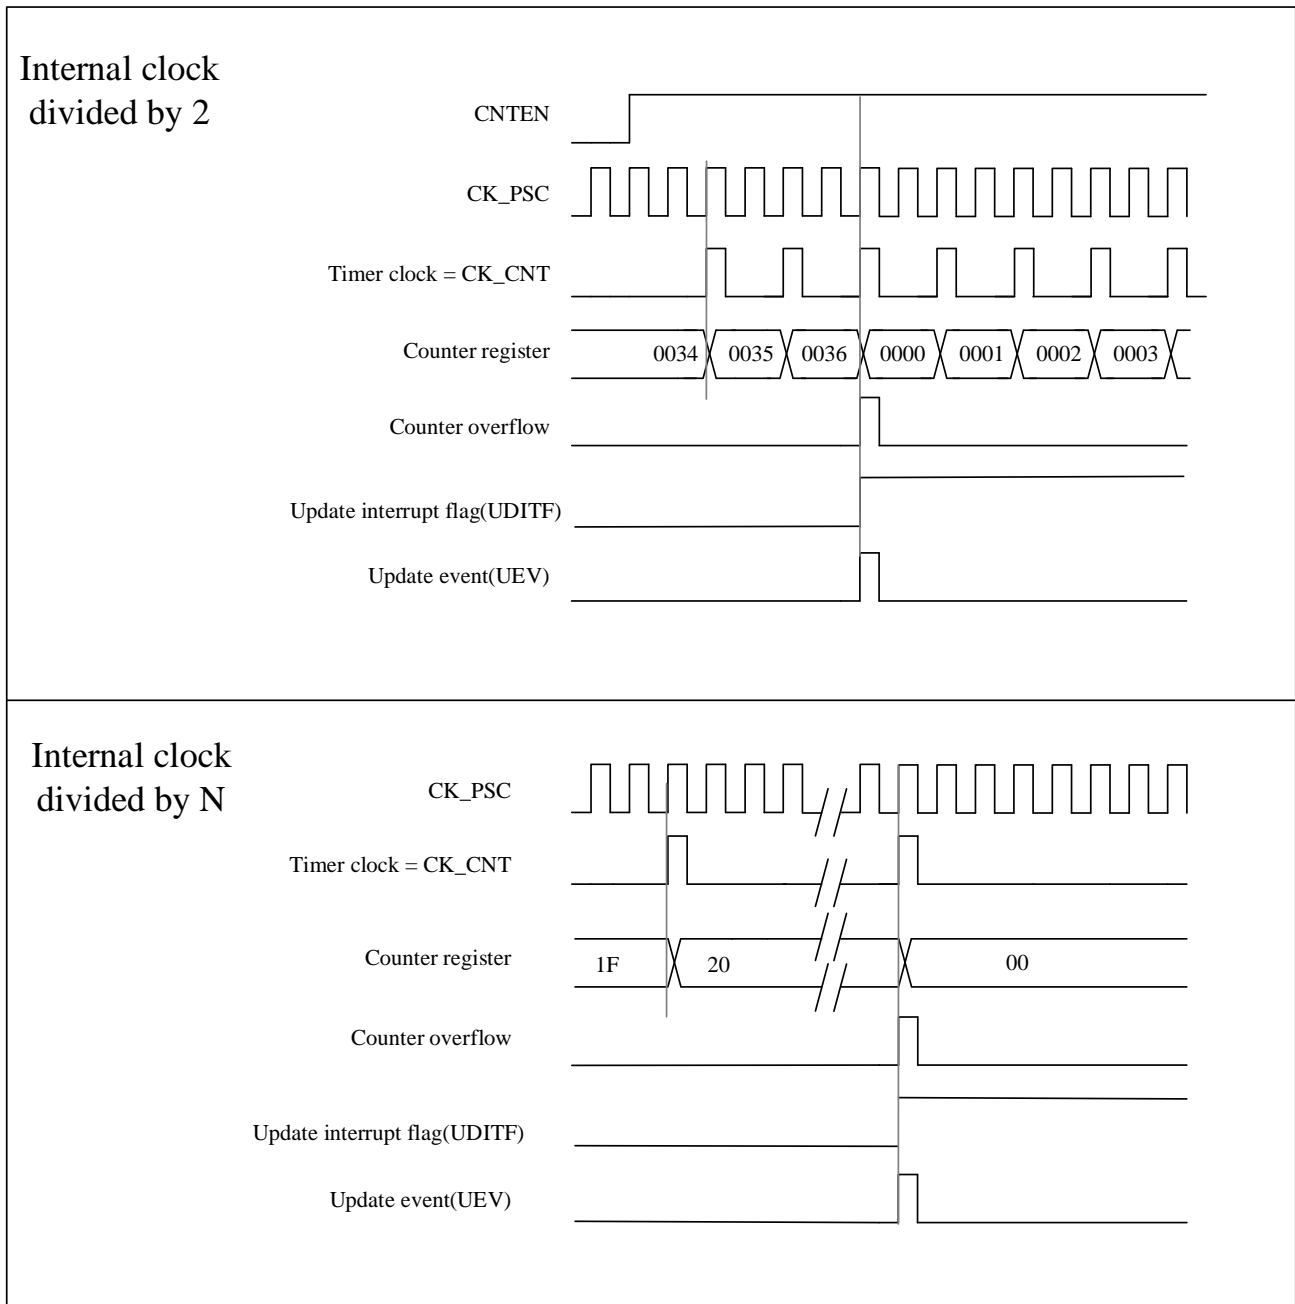 Internal clock
divided by 2
CNTEN
CK_PSC
Timer clock = CK_CNT
Counter register
0034 0035 0036 0000 0001 0002 0003
Counter overflow
Update interrupt flag(UDITF)
Update event(UEV)
Internal clock
divided by N
CK_PSC
Timer clock = CK_CNT
Counter register
1F 20 00
Counter overflow
Update interrupt flag(UDITF)
Update event(UEV)